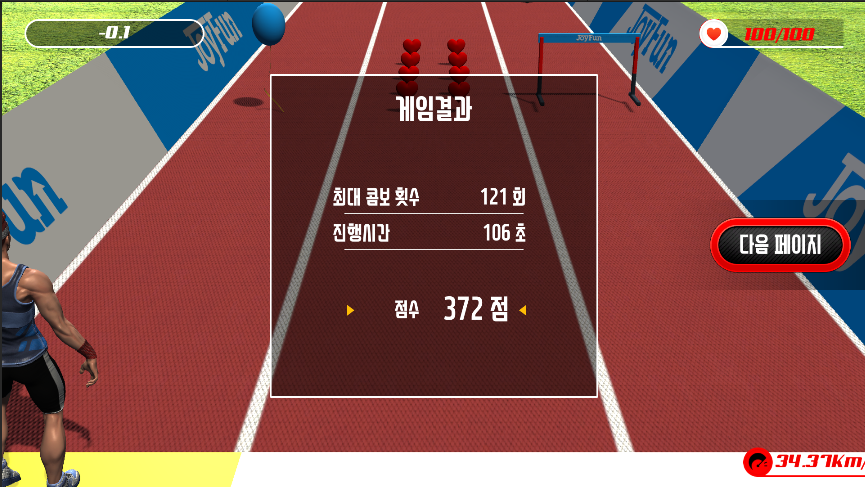 -0.1
JoyFun
JoyFun
JoyFun
100/100
게임결과
최대 콤보 횟수 121 회
진행시간 106 초
다음 페이지
점수 372 점
34.37Km/